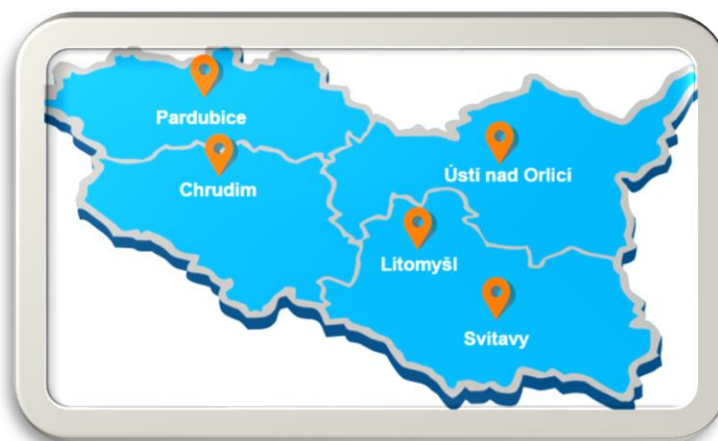 Pardubice
Chrudim
Ústí nad Orlicí
Litomyšl
Svitavy